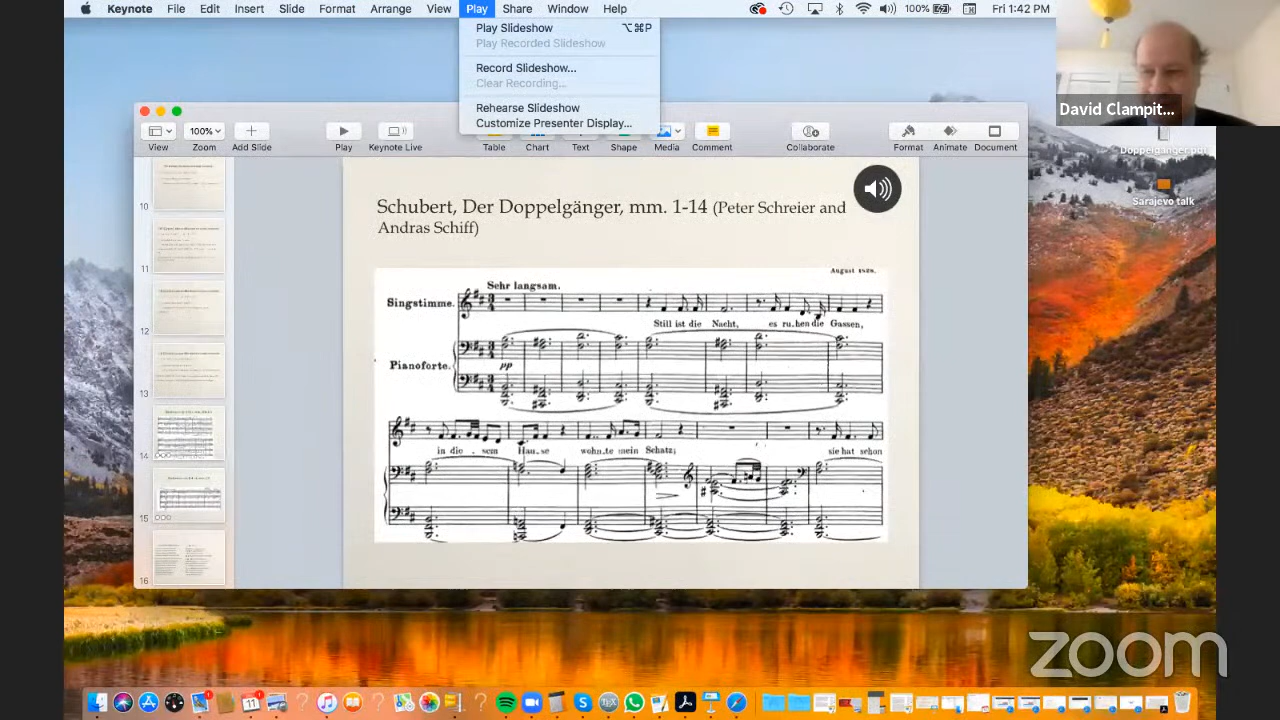 Keynote File Edit Insert Slide Format Arrange View Play Share Window Help 100% Fri 1:42 PM
Play Slideshow ⌥⌘P
Play Recorded Slideshow
Record Slideshow...
Clear Recording...
Rehearse Slideshow
Customize Presenter Display...
David Clampit...
100%
View Zoom Add Slide Play Keynote Live Table Chart Text Shape Media Comment Collaborate Format Animate Document
Doppelgänger.pdf
Sarajevo talk
10
11
12
13
14
15
16
Schubert, Der Doppelgänger, mm. 1-14 (Peter Schreier and
Andras Schiff)
August 1828.
Sehr langsam.
Singstimme.
Still ist die Nacht, es ru-hen die Gassen,
Pianoforte.
pp
in die - sem Hau-se wohn-te mein Schatz; sie hat schon
11
zoom